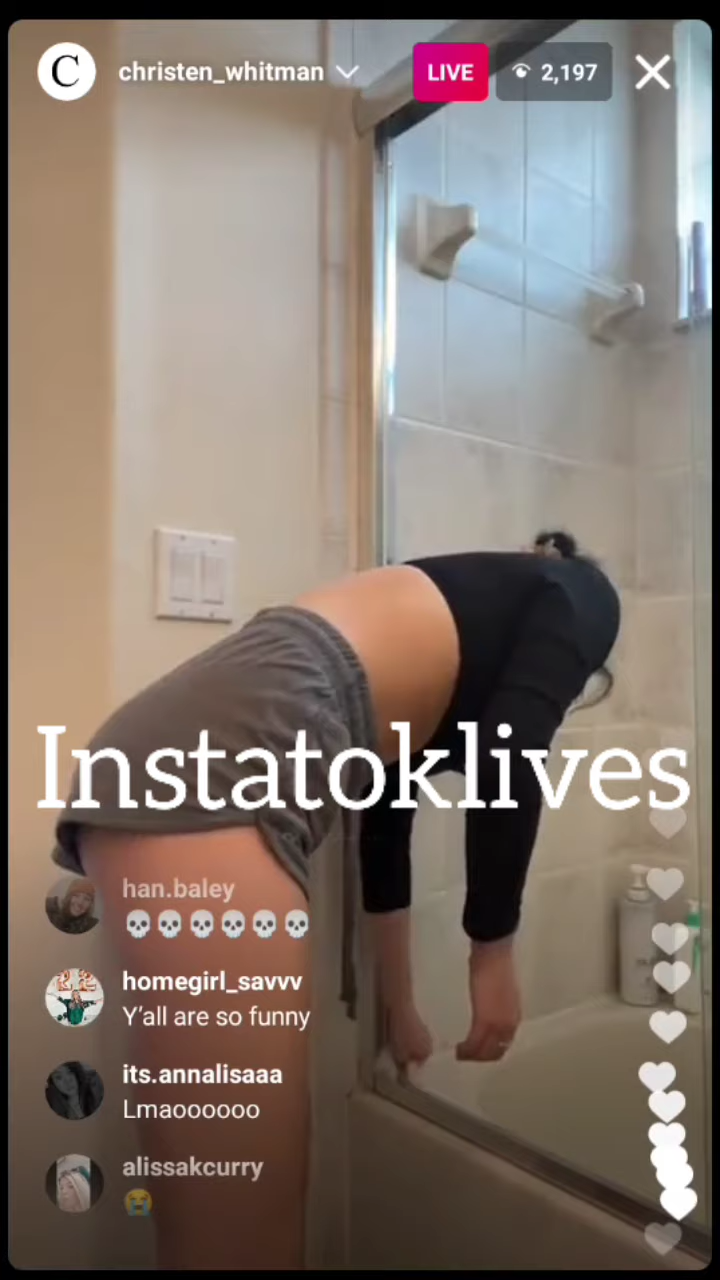 C
christen_whitman
LIVE
2,197
Instatoklives
han.baley
💀💀💀💀💀💀
homegirl_savvv
Y'all are so funny
its.annalisaaa
Lmaoooooo
alissakcurry
😭